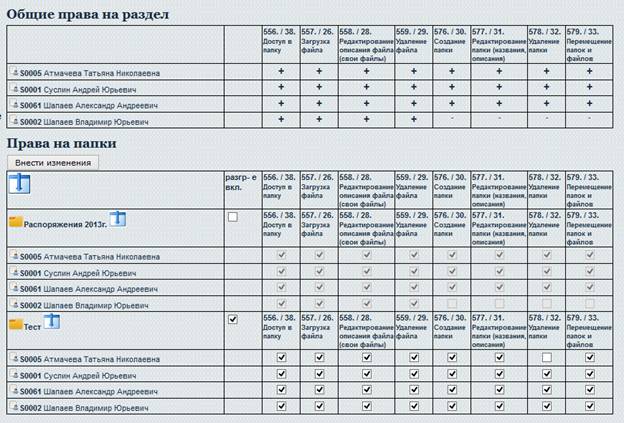 Общие права на раздел
556. / 38. Доступ в папку 557. / 26. Загрузка файла 558. / 28. Редактирование описания файла (свои файлы) 559. / 29. Удаление файла 576. / 30. Создание папки 577. / 31. Редактирование папки (названия, описания) 578. / 32. Удаление папки 579. / 33. Перемещение папок и файлов
S0005 Атмачева Татьяна Николаевна + + + + + + + +
S0001 Суслин Андрей Юрьевич + + + + + + + +
S0061 Шапаев Александр Андреевич + + + + + + + +
S0002 Шапаев Владимир Юрьевич + + + + - - - -
Права на папки
Внести изменения
разгр- е вкл. 556. / 38. Доступ в папку 557. / 26. Загрузка файла 558. / 28. Редактирование описания файла (свои файлы) 559. / 29. Удаление файла 576. / 30. Создание папки 577. / 31. Редактирование папки (названия, описания) 578. / 32. Удаление папки 579. / 33. Перемещение папок и файлов
Распоряжения 2013г. 556. / 38. Доступ в папку 557. / 26. Загрузка файла 558. / 28. Редактирование описания файла (свои файлы) 559. / 29. Удаление файла 576. / 30. Создание папки 577. / 31. Редактирование папки (названия, описания) 578. / 32. Удаление папки 579. / 33. Перемещение папок и файлов
S0005 Атмачева Татьяна Николаевна
S0001 Суслин Андрей Юрьевич
S0061 Шапаев Александр Андреевич
S0002 Шапаев Владимир Юрьевич
Тест 556. / 38. Доступ в папку 557. / 26. Загрузка файла 558. / 28. Редактирование описания файла (свои файлы) 559. / 29. Удаление файла 576. / 30. Создание папки 577. / 31. Редактирование папки (названия, описания) 578. / 32. Удаление папки 579. / 33. Перемещение папок и файлов
S0005 Атмачева Татьяна Николаевна
S0001 Суслин Андрей Юрьевич
S0061 Шапаев Александр Андреевич
S0002 Шапаев Владимир Юрьевич